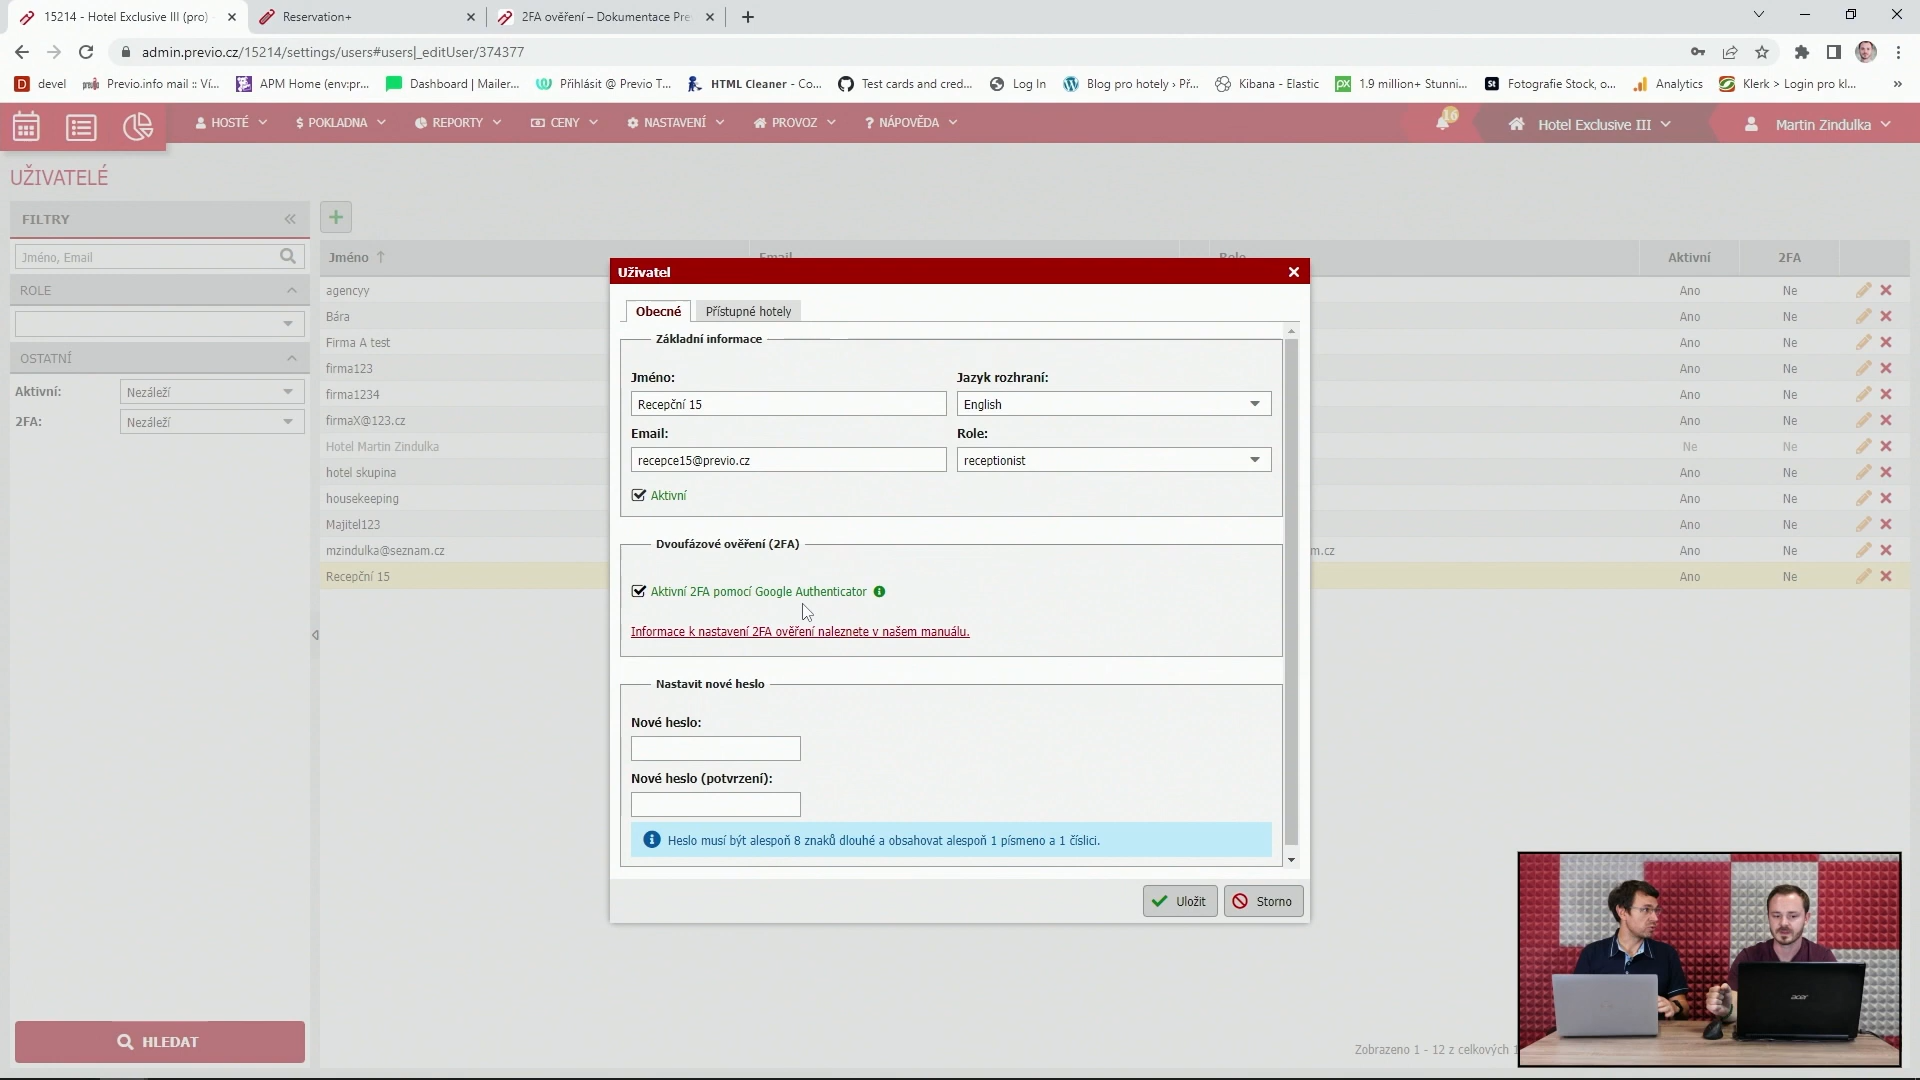 15214 - Hotel Exclusive III (pro)
Reservation+
2FA ověření – Dokumentace Pre
admin.previo.cz/15214/settings/users#users|_editUser/374377
devel
Previo.info mail :: Ví...
APM Home (env:pr...
Dashboard | Mailer...
Přihlásit @ Previo T...
HTML Cleaner - Co...
Test cards and cred...
Log In
Blog pro hotely › Př...
Kibana - Elastic
1.9 million+ Stunni...
Fotografie Stock, o...
Analytics
Klerk > Login pro kl...
HOSTÉ
$ POKLADNA
REPORTY
CENY
NASTAVENÍ
PROVOZ
? NÁPOVĚDA
16
Hotel Exclusive III
Martin Zindulka
UŽIVATELÉ
FILTRY
Jméno, Email
ROLE
OSTATNÍ
Aktivní: Nezáleží
2FA: Nezáleží
HLEDAT
Jméno Email Role Aktivní 2FA
agencyy Ano Ne
Bára Ano Ne
Firma A test Ano Ne
firma123 Ano Ne
firma1234 Ano Ne
firmaX@123.cz Ano Ne
Hotel Martin Zindulka Ne Ne
hotel skupina Ano Ne
housekeeping Ano Ne
Majitel123 Ano Ne
mzindulka@seznam.cz m.cz Ano Ne
Recepční 15 Ano Ne
Zobrazeno 1 - 12 z celkových
Uživatel
Obecné
Přístupné hotely
Základní informace
Jméno:
Jazyk rozhraní:
Recepční 15
English
Email:
Role:
recepce15@previo.cz
receptionist
Aktivní
Dvoufázové ověření (2FA)
Aktivní 2FA pomocí Google Authenticator
Informace k nastavení 2FA ověření naleznete v našem manuálu.
Nastavit nové heslo
Nové heslo:
Nové heslo (potvrzení):
Heslo musí být alespoň 8 znaků dlouhé a obsahovat alespoň 1 písmeno a 1 číslici.
Uložit
Storno
acer